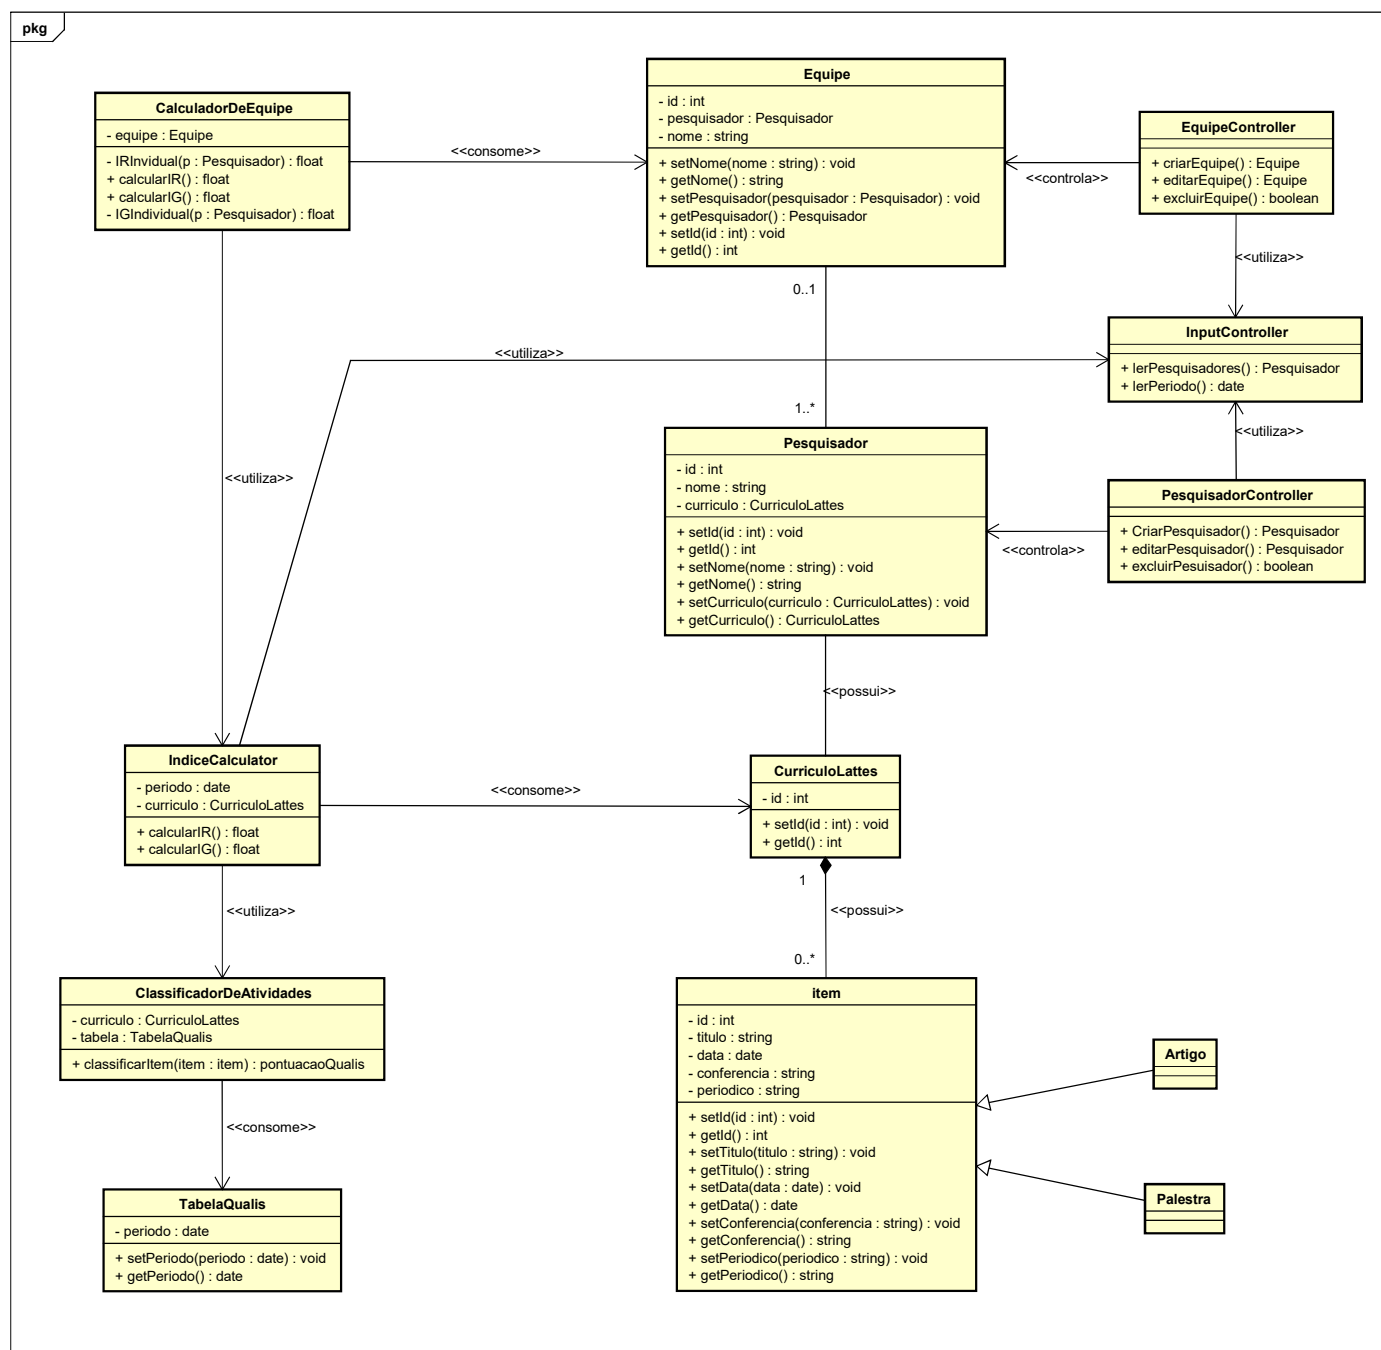 pkg
CalculadorDeEquipe
- equipe : Equipe
- IRInvidual(p : Pesquisador) : float
+ calcularIR() : float
+ calcularIG() : float
- IGIndividual(p : Pesquisador) : float
<<consome>>
Equipe
- id : int
- pesquisador : Pesquisador
- nome : string
+ setNome(nome : string) : void
+ getNome() : string
+ setPesquisador(pesquisador : Pesquisador) : void
+ getPesquisador() : Pesquisador
+ setId(id : int) : void
+ getId() : int
<<controla>>
EquipeController
+ criarEquipe() : Equipe
+ editarEquipe() : Equipe
+ excluirEquipe() : boolean
<<utiliza>>
0..1
<<utiliza>>
InputController
+ lerPesquisadores() : Pesquisador
+ lerPeriodo() : date
1..*
<<utiliza>>
<<utiliza>>
Pesquisador
- id : int
- nome : string
- curriculo : CurriculoLattes
+ setId(id : int) : void
+ getId() : int
+ setNome(nome : string) : void
+ getNome() : string
+ setCurriculo(curriculo : CurriculoLattes) : void
+ getCurriculo() : CurriculoLattes
<<controla>>
PesquisadorController
+ CriarPesquisador() : Pesquisador
+ editarPesquisador() : Pesquisador
+ excluirPesuisador() : boolean
<<possui>>
IndiceCalculator
- periodo : date
- curriculo : CurriculoLattes
+ calcularIR() : float
+ calcularIG() : float
<<consome>>
CurriculoLattes
- id : int
+ setId(id : int) : void
+ getId() : int
1
<<utiliza>>
<<possui>>
0..*
ClassificadorDeAtividades
- curriculo : CurriculoLattes
- tabela : TabelaQualis
+ classificarItem(item : item) : pontuacaoQualis
item
- id : int
- titulo : string
- data : date
- conferencia : string
- periodico : string
+ setId(id : int) : void
+ getId() : int
+ setTitulo(titulo : string) : void
+ getTitulo() : string
+ setData(data : date) : void
+ getData() : date
+ setConferencia(conferencia : string) : void
+ getConferencia() : string
+ setPeriodico(periodico : string) : void
+ getPeriodico() : string
Artigo
<<consome>>
Palestra
TabelaQualis
- periodo : date
+ setPeriodo(periodo : date) : void
+ getPeriodo() : date